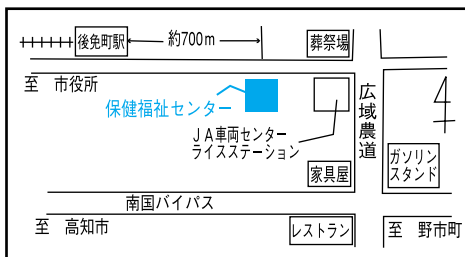 後免町駅
約700m
葬祭場
至 市役所
保健福祉センター
広域農道
JA車両センター
ライスステーション
ガソリン
スタンド
家具屋
南国バイパス
至 高知市
レストラン
至 野市町